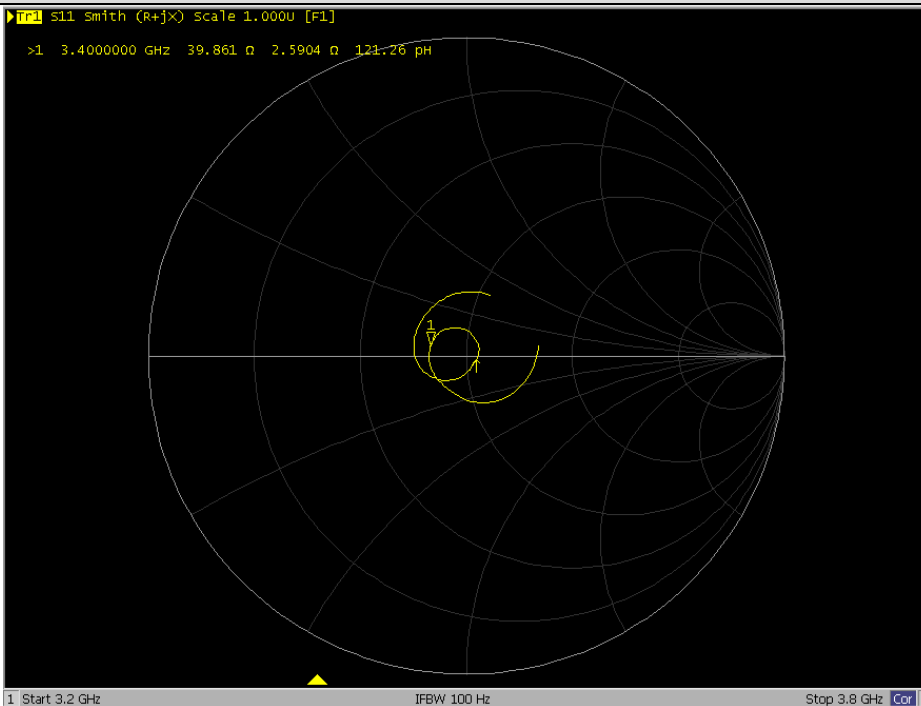 Tr1 S11 Smith (R+jX) Scale 1.000U [F1]
>1 3.4000000 GHz 39.861 Ω 2.5904 Ω 121.26 pH
1
1 Start 3.2 GHz IFBW 100 Hz Stop 3.8 GHz Cor